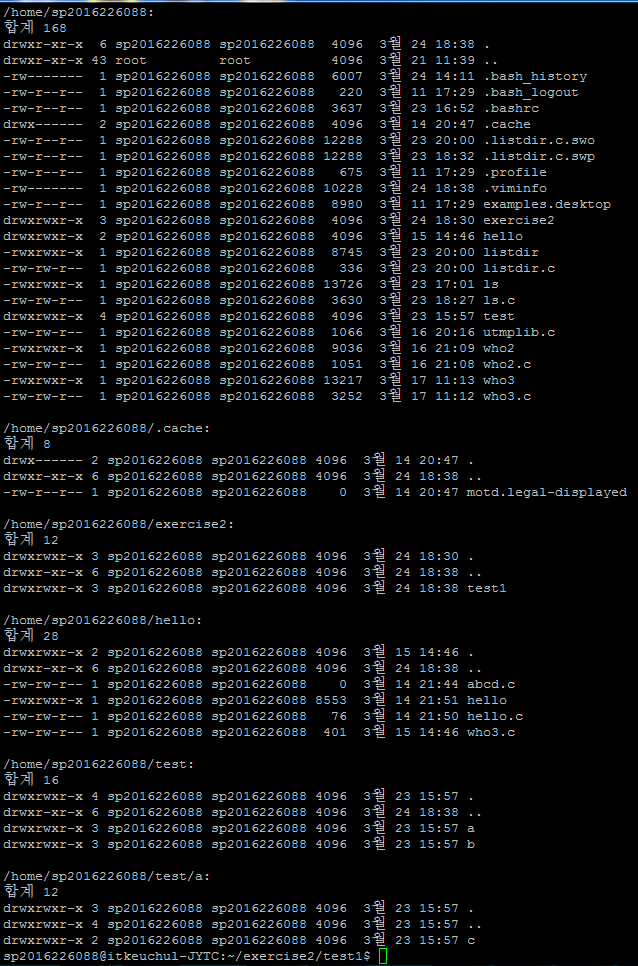 /home/sp2016226088:
합계 168
drwxr-xr-x  6 sp2016226088 sp2016226088  4096  3월 24 18:38 .
drwxr-xr-x 43 root         root          4096  3월 21 11:39 ..
-rw-------  1 sp2016226088 sp2016226088  6007  3월 24 14:11 .bash_history
-rw-r--r--  1 sp2016226088 sp2016226088   220  3월 11 17:29 .bash_logout
-rw-r--r--  1 sp2016226088 sp2016226088  3637  3월 23 16:52 .bashrc
drwx------  2 sp2016226088 sp2016226088  4096  3월 14 20:47 .cache
-rw-r--r--  1 sp2016226088 sp2016226088 12288  3월 23 20:00 .listdir.c.swo
-rw-r--r--  1 sp2016226088 sp2016226088 12288  3월 23 18:32 .listdir.c.swp
-rw-r--r--  1 sp2016226088 sp2016226088   675  3월 11 17:29 .profile
-rw-------  1 sp2016226088 sp2016226088 10228  3월 24 18:38 .viminfo
-rw-r--r--  1 sp2016226088 sp2016226088  8980  3월 11 17:29 examples.desktop
drwxrwxr-x  3 sp2016226088 sp2016226088  4096  3월 24 18:30 exercise2
drwxrwxr-x  2 sp2016226088 sp2016226088  4096  3월 15 14:46 hello
-rwxrwxr-x  1 sp2016226088 sp2016226088  8745  3월 23 20:00 listdir
-rw-rw-r--  1 sp2016226088 sp2016226088   336  3월 23 20:00 listdir.c
-rwxrwxr-x  1 sp2016226088 sp2016226088 13726  3월 23 17:01 ls
-rw-rw-r--  1 sp2016226088 sp2016226088  3630  3월 23 18:27 ls.c
drwxrwxr-x  4 sp2016226088 sp2016226088  4096  3월 23 15:57 test
-rw-rw-r--  1 sp2016226088 sp2016226088  1066  3월 16 20:16 utmplib.c
-rwxrwxr-x  1 sp2016226088 sp2016226088  9036  3월 16 21:09 who2
-rw-rw-r--  1 sp2016226088 sp2016226088  1051  3월 16 21:08 who2.c
-rwxrwxr-x  1 sp2016226088 sp2016226088 13217  3월 17 11:13 who3
-rw-rw-r--  1 sp2016226088 sp2016226088  3252  3월 17 11:12 who3.c
/home/sp2016226088/.cache:
합계 8
drwx------ 2 sp2016226088 sp2016226088 4096  3월 14 20:47 .
drwxr-xr-x 6 sp2016226088 sp2016226088 4096  3월 24 18:38 ..
-rw-r--r-- 1 sp2016226088 sp2016226088    0  3월 14 20:47 motd.legal-displayed
/home/sp2016226088/exercise2:
합계 12
drwxrwxr-x 3 sp2016226088 sp2016226088 4096  3월 24 18:30 .
drwxr-xr-x 6 sp2016226088 sp2016226088 4096  3월 24 18:38 ..
drwxrwxr-x 3 sp2016226088 sp2016226088 4096  3월 24 18:38 test1
/home/sp2016226088/hello:
합계 28
drwxrwxr-x 2 sp2016226088 sp2016226088 4096  3월 15 14:46 .
drwxr-xr-x 6 sp2016226088 sp2016226088 4096  3월 24 18:38 ..
-rw-rw-r-- 1 sp2016226088 sp2016226088    0  3월 14 21:44 abcd.c
-rwxrwxr-x 1 sp2016226088 sp2016226088 8553  3월 14 21:51 hello
-rw-rw-r-- 1 sp2016226088 sp2016226088   76  3월 14 21:50 hello.c
-rw-rw-r-- 1 sp2016226088 sp2016226088  401  3월 15 14:46 who3.c
/home/sp2016226088/test:
합계 16
drwxrwxr-x 4 sp2016226088 sp2016226088 4096  3월 23 15:57 .
drwxr-xr-x 6 sp2016226088 sp2016226088 4096  3월 24 18:38 ..
drwxrwxr-x 3 sp2016226088 sp2016226088 4096  3월 23 15:57 a
drwxrwxr-x 3 sp2016226088 sp2016226088 4096  3월 23 15:57 b
/home/sp2016226088/test/a:
합계 12
drwxrwxr-x 3 sp2016226088 sp2016226088 4096  3월 23 15:57 .
drwxrwxr-x 4 sp2016226088 sp2016226088 4096  3월 23 15:57 ..
drwxrwxr-x 2 sp2016226088 sp2016226088 4096  3월 23 15:57 c
sp2016226088@itkeuchul-JYTC:~/exercise2/test1$